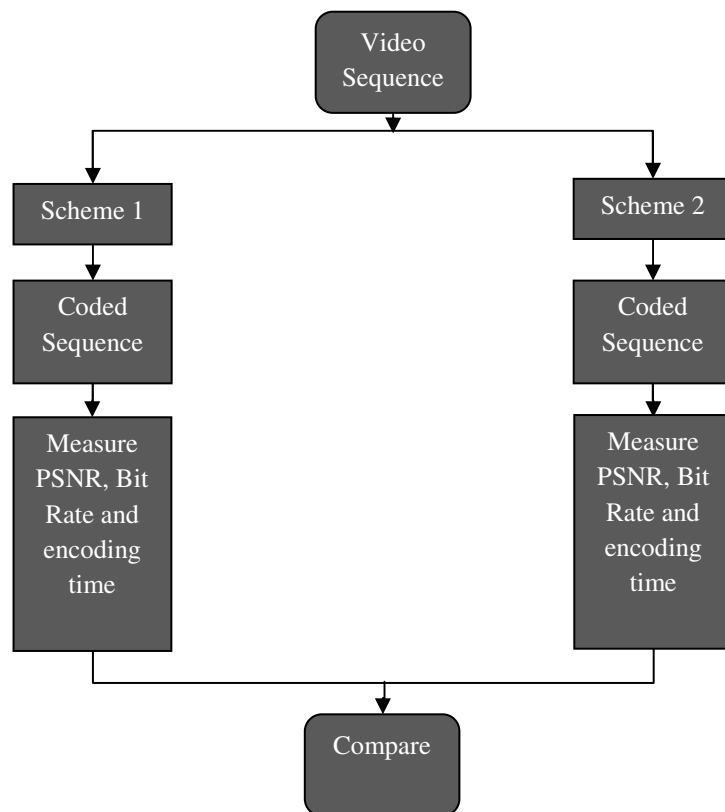 Video
Sequence
Scheme 1
Scheme 2
Coded
Sequence
Coded
Sequence
Measure
PSNR, Bit
Rate and
encoding
time
Measure
PSNR, Bit
Rate and
encoding
time
Compare